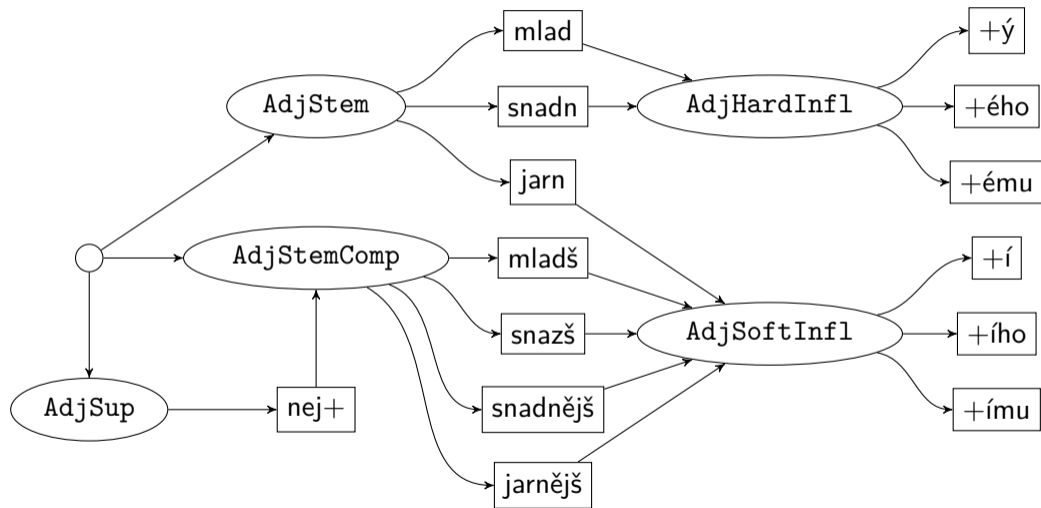 mlad
+ý
AdjStem
snadn
AdjHardInfl
+ého
jarn
+ému
AdjStemComp
mladš
+í
snazš
AdjSoftInfl
+ího
AdjSup
nej+
snadnějš
+ímu
jarnějš